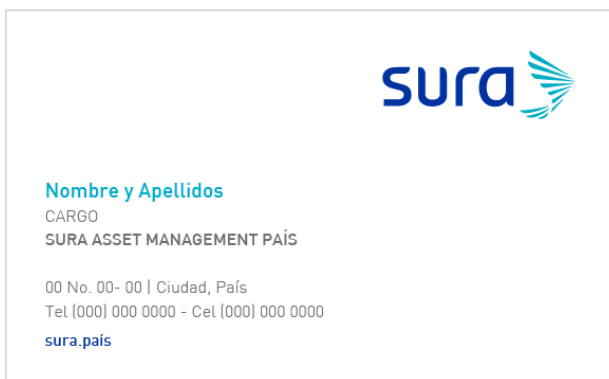 sura
Nombre y Apellidos
CARGO
SURA ASSET MANAGEMENT PAÍS
00 No. 00- 00 | Ciudad, País
Tel (000) 000 0000 - Cel (000) 000 0000
sura.país